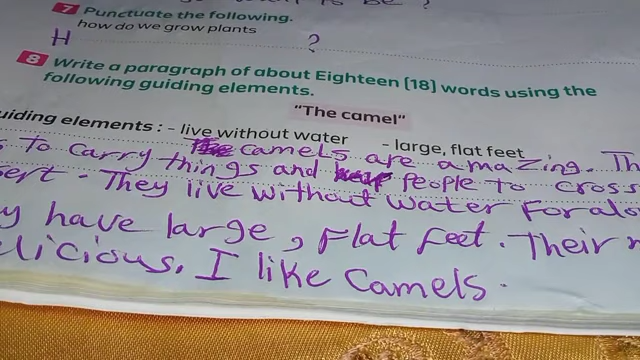 7 Punctuate the following.
how do we grow plants
H ?
8 Write a paragraph of about Eighteen [18] words using the
following guiding elements.
"The camel"
uiding elements : - live without water - large, flat feet
Camels are amazing. Th
s To Carry things and people to cross
sert. They live without water For alo
y have large, flat feet. Their m
licious. I like Camels.